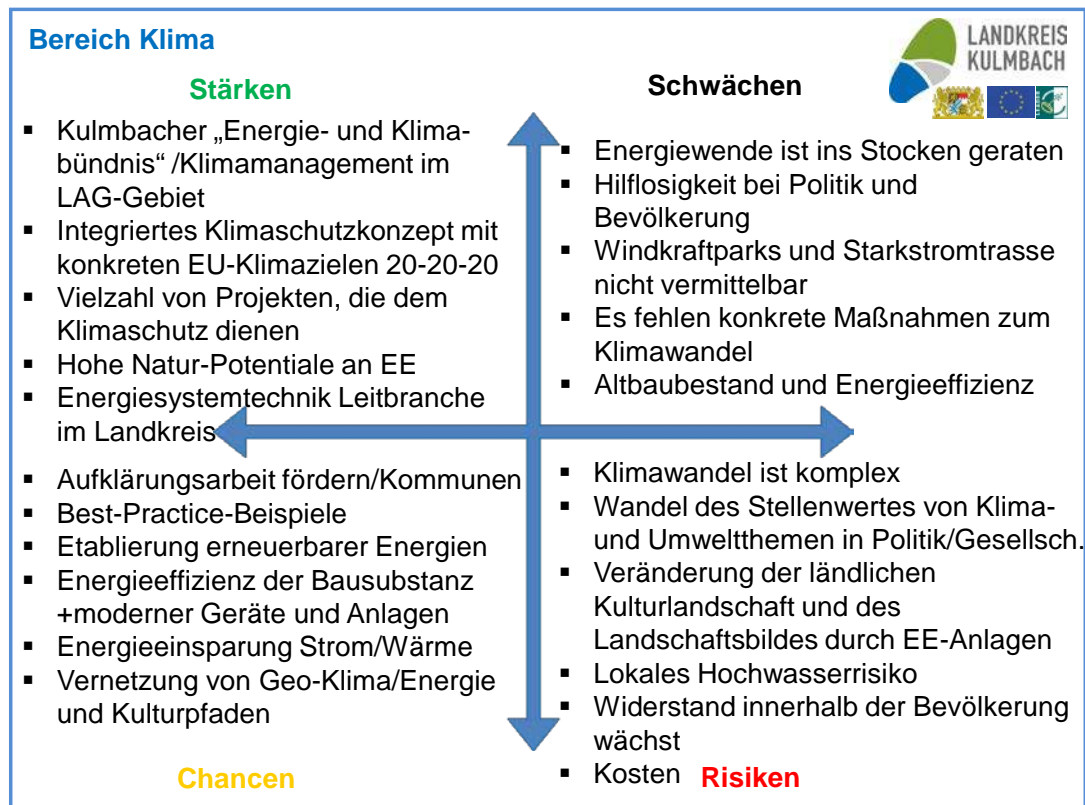 Bereich Klima
LANDKREIS
KULMBACH
Stärken
▪ Kulmbacher „Energie- und Klima-
bündnis“ /Klimamanagement im
LAG-Gebiet
▪ Integriertes Klimaschutzkonzept mit
konkreten EU-Klimazielen 20-20-20
▪ Vielzahl von Projekten, die dem
Klimaschutz dienen
▪ Hohe Natur-Potentiale an EE
▪ Energiesystemtechnik Leitbranche
im Landkreis
Schwächen
▪ Energiewende ist ins Stocken geraten
▪ Hilflosigkeit bei Politik und
Bevölkerung
▪ Windkraftparks und Starkstromtrasse
nicht vermittelbar
▪ Es fehlen konkrete Maßnahmen zum
Klimawandel
▪ Altbaubestand und Energieeffizienz
▪ Aufklärungsarbeit fördern/Kommunen
▪ Best-Practice-Beispiele
▪ Etablierung erneuerbarer Energien
▪ Energieeffizienz der Bausubstanz
+moderner Geräte und Anlagen
▪ Energieeinsparung Strom/Wärme
▪ Vernetzung von Geo-Klima/Energie
und Kulturpfaden
Chancen
▪ Klimawandel ist komplex
▪ Wandel des Stellenwertes von Klima-
und Umweltthemen in Politik/Gesellsch.
▪ Veränderung der ländlichen
Kulturlandschaft und des
Landschaftsbildes durch EE-Anlagen
▪ Lokales Hochwasserrisiko
▪ Widerstand innerhalb der Bevölkerung
wächst
▪ Kosten Risiken